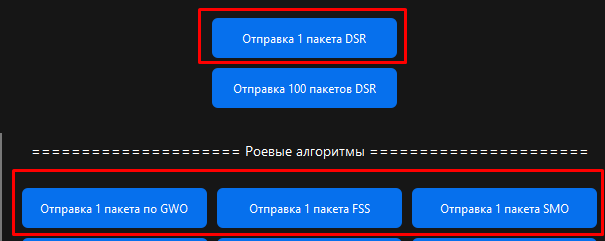 Отправка 1 пакета DSR
Отправка 100 пакетов DSR
===================== Роевые алгоритмы ======================
Отправка 1 пакета по GWO Отправка 1 пакета FSS Отправка 1 пакета SMO